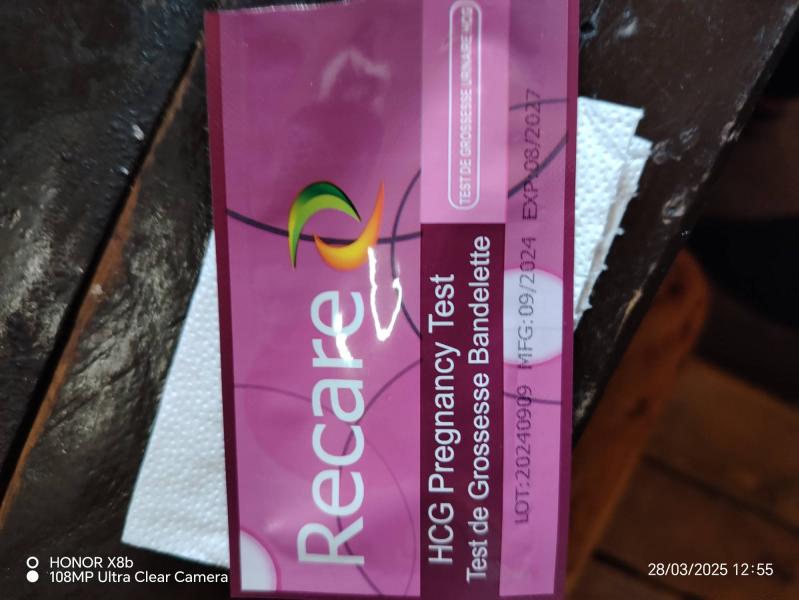 Recare
TEST DE GROSSESSE URINAIRE HCG
HCG Pregnancy Test
Test de Grossesse Bandelette
LOT:20240909 MFG:09/2024 EXP:08/2027
HONOR X8b
108MP Ultra Clear Camera
28/03/2025 12:55